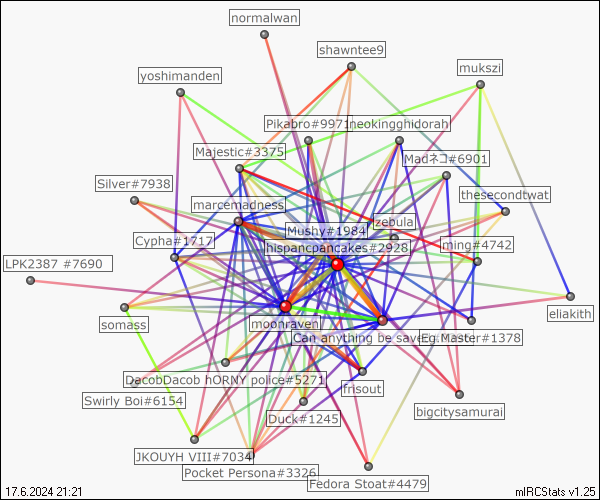 normalwan
shawntee9
mukszi
yoshimanden
Pikabro#9971
neokingghidorah
Majestic#3375
Madネコ#6901
Silver#7938
thesecondtwat
marcemadness
zebula
Mushy#1984
Cypha#1717
hispancpancakes#2928
ming#4742
LPK2387 #7690
eliakith
somass
moonraven
Can anything be save
Eg.Master#1378
DacobDacob hORNY police#5271
frisout
Swirly Boi#6154
bigcitysamurai
Duck#1245
JKOUYH VIII#7034
Pocket Persona#3326
Fedora Stoat#4479
17.6.2024 21:21
mIRCStats v1.25